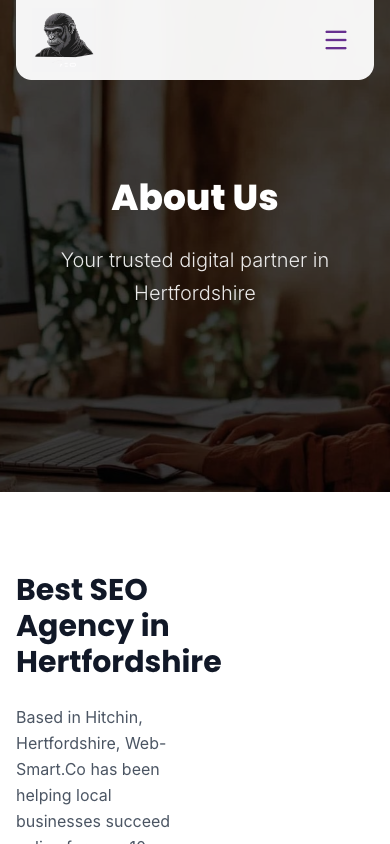 About Us
Your trusted digital partner in
Hertfordshire
Best SEO
Agency in
Hertfordshire
Based in Hitchin,
Hertfordshire, Web-
Smart.Co has been
helping local
businesses succeed